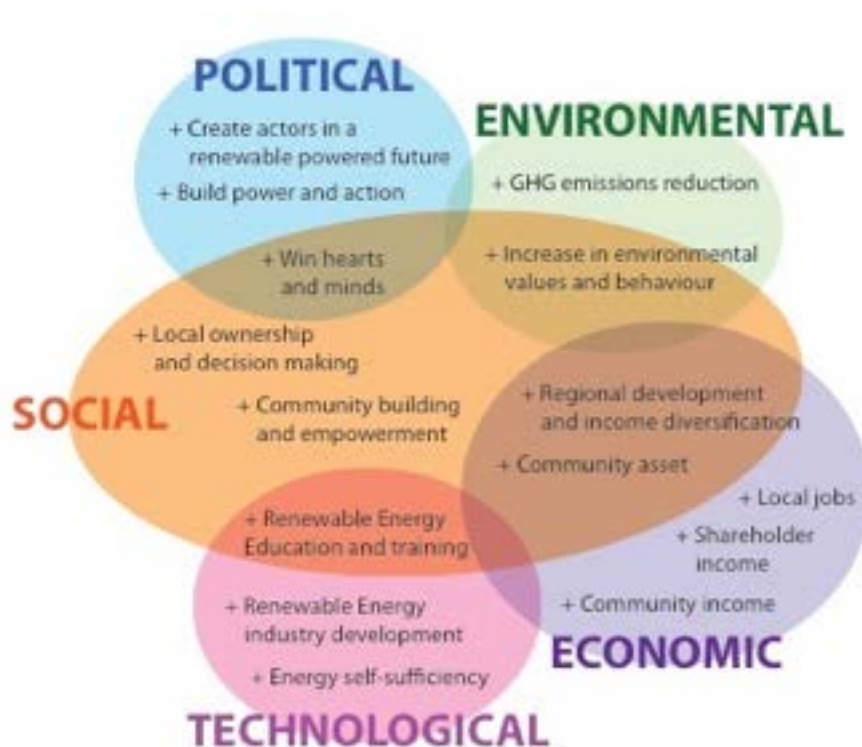 POLITICAL
+ Create actors in a
renewable powered future
+ Build power and action
+ Win hearts
and minds
ENVIRONMENTAL
+ GHG emissions reduction
+ Increase in environmental
values and behaviour
SOCIAL
+ Local ownership
and decision making
+ Community building
and empowerment
+ Regional development
and income diversification
+ Community asset
+ Local jobs
+ Shareholder
income
+ Community income
ECONOMIC
+ Renewable Energy
Education and training
+ Renewable Energy
industry development
+ Energy self-sufficiency
TECHNOLOGICAL